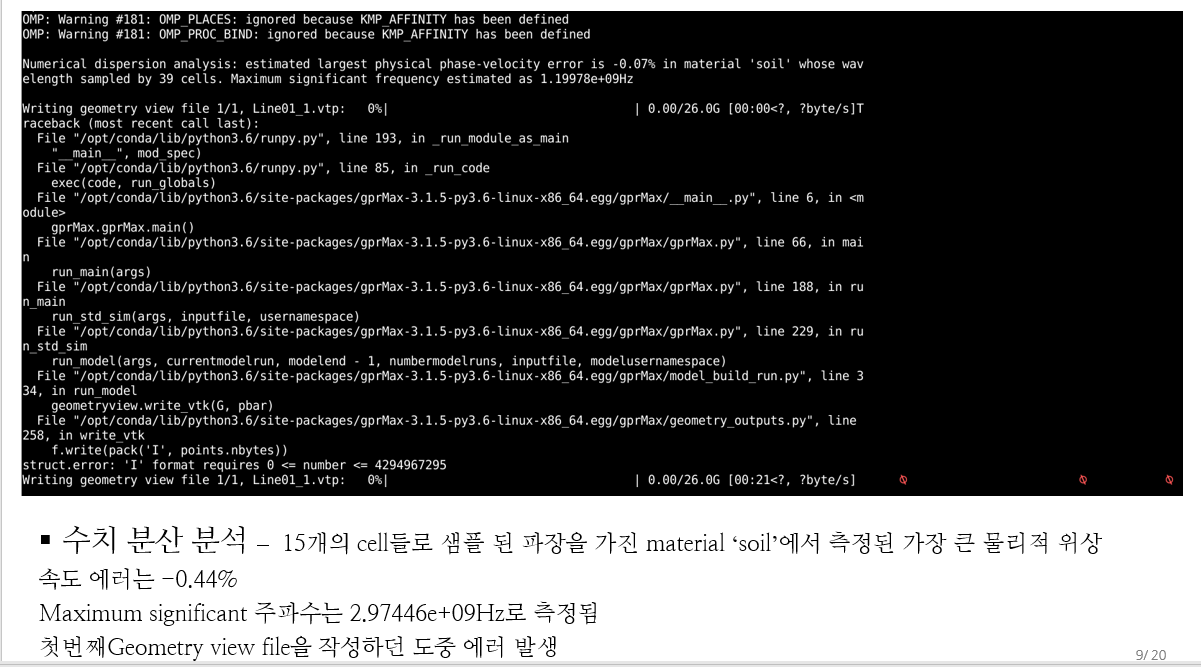 OMP: Warning #181: OMP_PLACES: ignored because KMP_AFFINITY has been defined
OMP: Warning #181: OMP_PROC_BIND: ignored because KMP_AFFINITY has been defined
Numerical dispersion analysis: estimated largest physical phase-velocity error is -0.07% in material 'soil' whose wav
elength sampled by 39 cells. Maximum significant frequency estimated as 1.19978e+09Hz
Writing geometry view file 1/1, Line01_1.vtp:   0%|                                  | 0.00/26.0G [00:00<?, ?byte/s]T
raceback (most recent call last):
  File "/opt/conda/lib/python3.6/runpy.py", line 193, in _run_module_as_main
    "__main__", mod_spec)
  File "/opt/conda/lib/python3.6/runpy.py", line 85, in _run_code
    exec(code, run_globals)
  File "/opt/conda/lib/python3.6/site-packages/gprMax-3.1.5-py3.6-linux-x86_64.egg/gprMax/__main__.py", line 6, in <m
odule>
    gprMax.gprMax.main()
  File "/opt/conda/lib/python3.6/site-packages/gprMax-3.1.5-py3.6-linux-x86_64.egg/gprMax/gprMax.py", line 66, in mai
n
    run_main(args)
  File "/opt/conda/lib/python3.6/site-packages/gprMax-3.1.5-py3.6-linux-x86_64.egg/gprMax/gprMax.py", line 188, in ru
n_main
    run_std_sim(args, inputfile, usernamespace)
  File "/opt/conda/lib/python3.6/site-packages/gprMax-3.1.5-py3.6-linux-x86_64.egg/gprMax/gprMax.py", line 229, in ru
n_std_sim
    run_model(args, currentmodelrun, modelend - 1, numbermodelruns, inputfile, modelusernamespace)
  File "/opt/conda/lib/python3.6/site-packages/gprMax-3.1.5-py3.6-linux-x86_64.egg/gprMax/model_build_run.py", line 3
34, in run_model
    geometryview.write_vtk(G, pbar)
  File "/opt/conda/lib/python3.6/site-packages/gprMax-3.1.5-py3.6-linux-x86_64.egg/gprMax/geometry_outputs.py", line
258, in write_vtk
    f.write(pack('I', points.nbytes))
struct.error: 'I' format requires 0 <= number <= 4294967295
Writing geometry view file 1/1, Line01_1.vtp:   0%|                                  | 0.00/26.0G [00:21<?, ?byte/s]
▪ 수치 분산 분석 – 15개의 cell들로 샘플 된 파장을 가진 material ‘soil’에서 측정된 가장 큰 물리적 위상
속도 에러는 -0.44%
Maximum significant 주파수는 2.97446e+09Hz로 측정됨
첫번째Geometry view file을 작성하던 도중 에러 발생
9/ 20